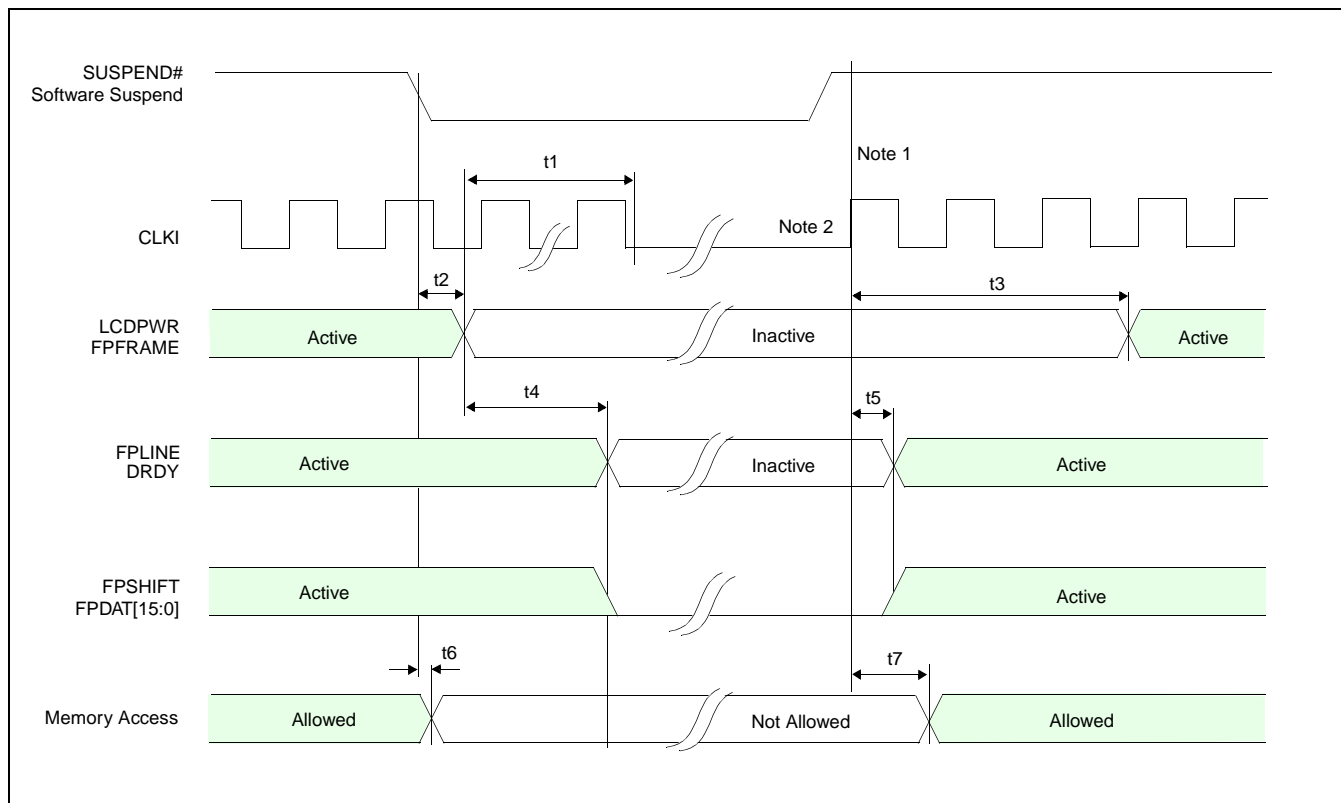 SUSPEND#
Software Suspend
Note 1
t1
CLKI
Note 2
t2
t3
LCDPWR
FPFRAME
Active
Inactive
Active
t4
t5
FPLINE
DRDY
Active
Inactive
Active
FPSHIFT
FPDAT[15:0]
Active
Active
t6
t7
Memory Access
Allowed
Not Allowed
Allowed